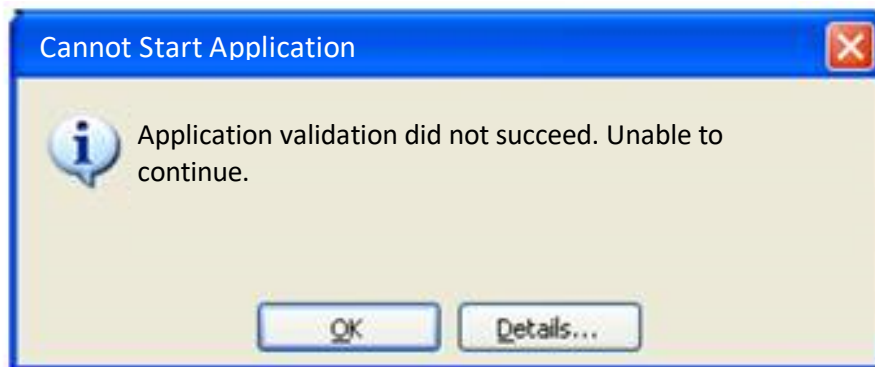 Cannot Start Application
Application validation did not succeed. Unable to
continue.
OK
Details...